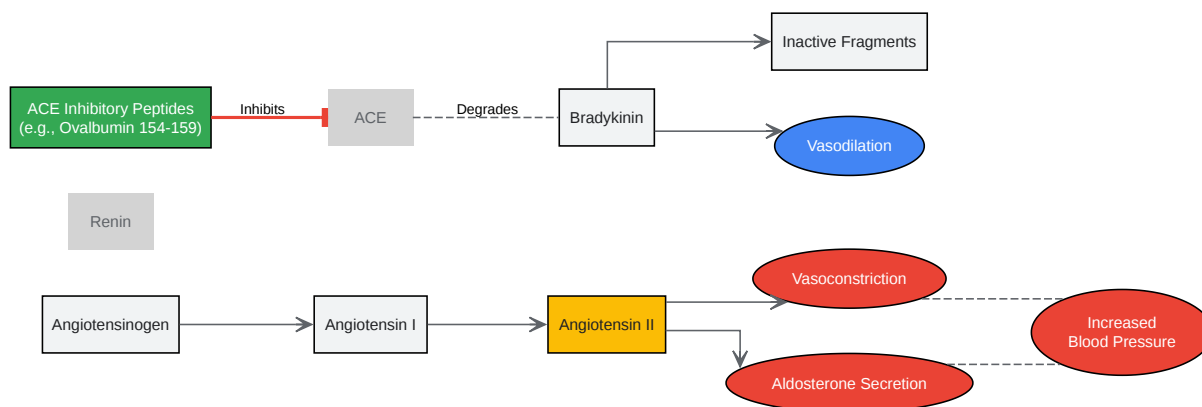 Inactive Fragments
ACE Inhibitory Peptides
(e.g., Ovalbumin 154-159)
Inhibits
ACE
Degrades
Bradykinin
Vasodilation
Renin
Vasoconstriction
Angiotensinogen
Angiotensin I
Angiotensin II
Increased
Blood Pressure
Aldosterone Secretion